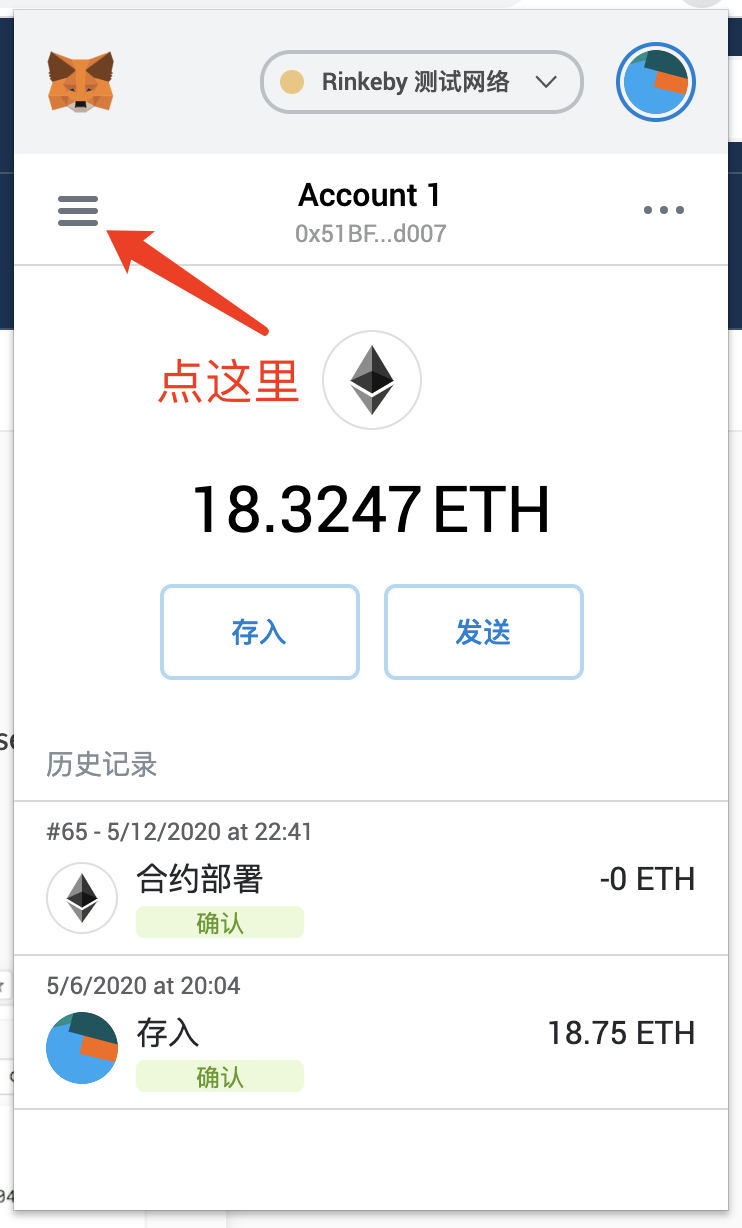 Rinkeby 测试网络
Account 1
0x51BF...d007
点这里
18.3247 ETH
存入
发送
历史记录
#65 - 5/12/2020 at 22:41
合约部署
-0 ETH
确认
5/6/2020 at 20:04
存入
18.75 ETH
确认